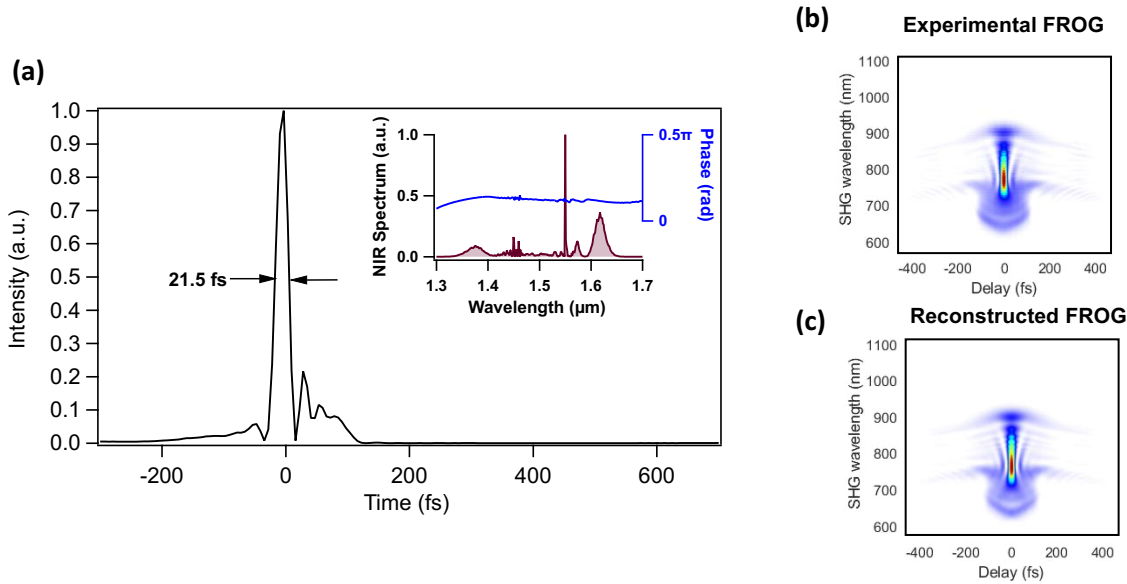 (a)
Intensity (a.u.)
1.0
0.9
0.8
0.7
0.6
0.5
0.4
0.3
0.2
0.1
0.0
21.5 fs
-200 0 200 400 600
Time (fs)
NIR Spectrum (a.u.)
1.0
0.5
0.0
0.5π
0
Phase (rad)
1.3 1.4 1.5 1.6 1.7
Wavelength (µm)
(b)
Experimental FROG
SHG wavelength (nm)
1100
1000
900
800
700
600
-400 -200 0 200 400
Delay (fs)
(c)
Reconstructed FROG
SHG wavelength (nm)
1100
1000
900
800
700
600
-400 -200 0 200 400
Delay (fs)